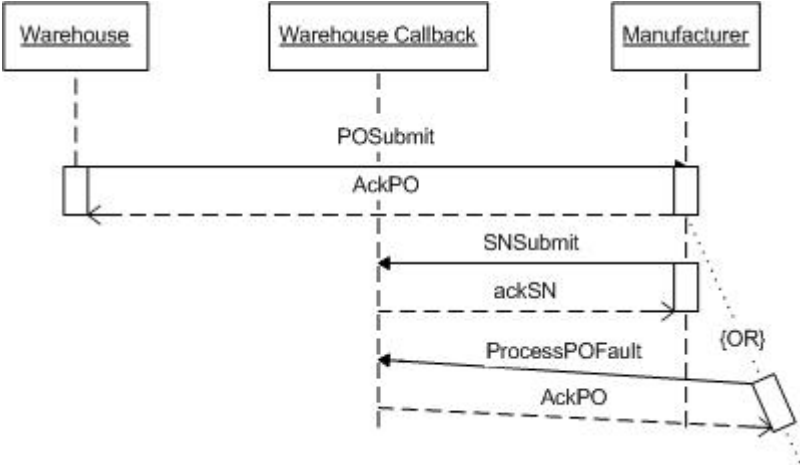 Warehouse
Warehouse Callback
Manufacturer
POSubmit
AckPO
SNSubmit
ackSN
{OR}
ProcessPOFault
AckPO